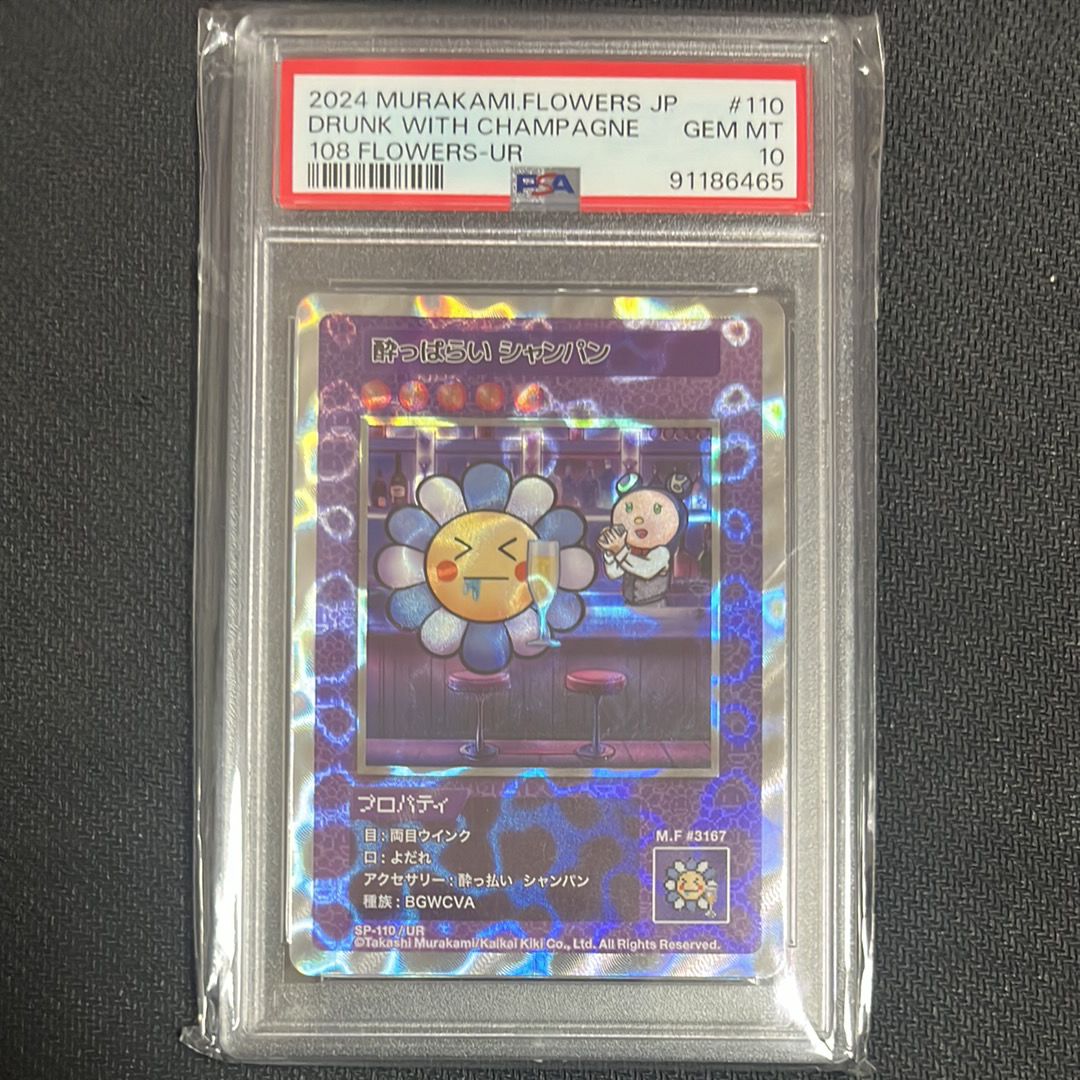 2024 MURAKAMI.FLOWERS JP #110
DRUNK WITH CHAMPAGNE GEM MT
108 FLOWERS-UR 10
PSA 91186465
酔っぱらい シャンパン
プロパティ
目 : 両目ウインク
口 : よだれ
アクセサリー : 酔っ払い シャンパン
種族 : BGWCVA
M.F #3167
SP-110 / UR
©Takashi Murakami/Kaikai Kiki Co., Ltd. All Rights Reserved.